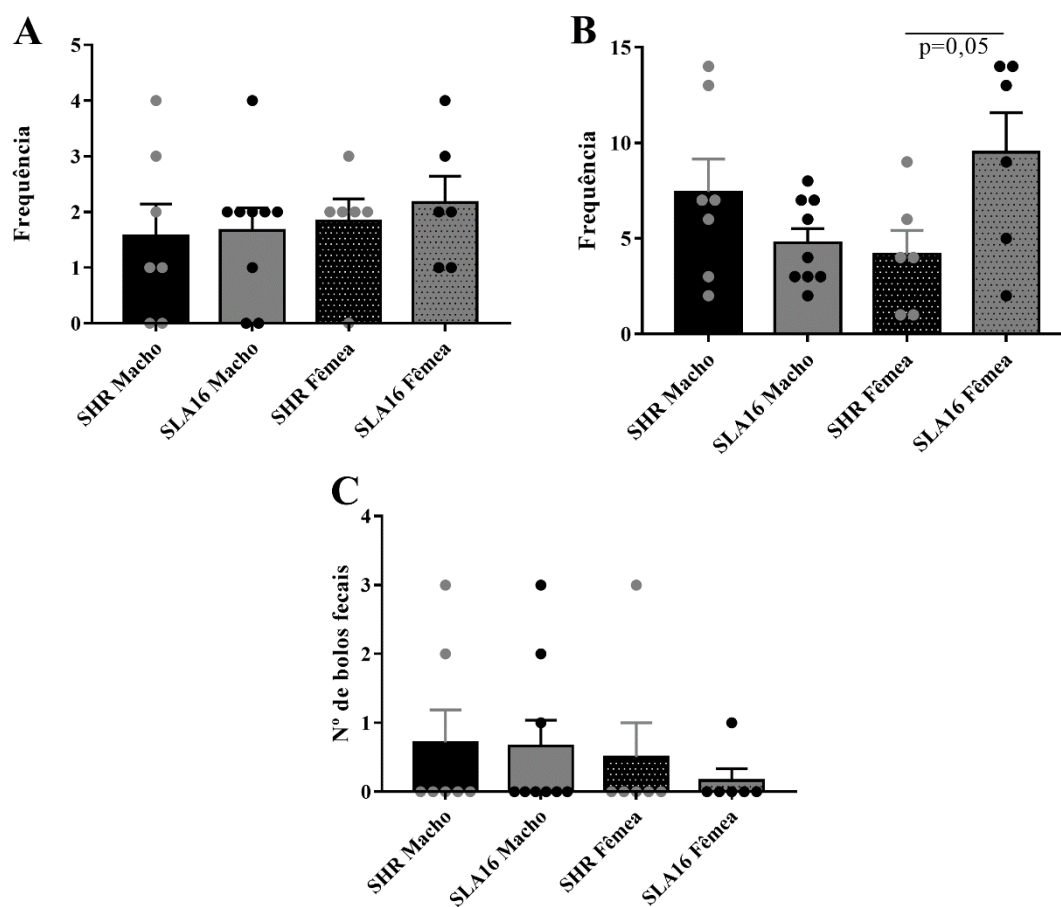 A
Frequência
5
4
3
2
1
0
SHR Macho
SLA16 Macho
SHR Fêmea
SLA16 Fêmea
B
p=0,05
Frequência
15
10
5
0
SHR Macho
SLA16 Macho
SHR Fêmea
SLA16 Fêmea
C
Nº de bolos fecais
4
3
2
1
0
SHR Macho
SLA16 Macho
SHR Fêmea
SLA16 Fêmea